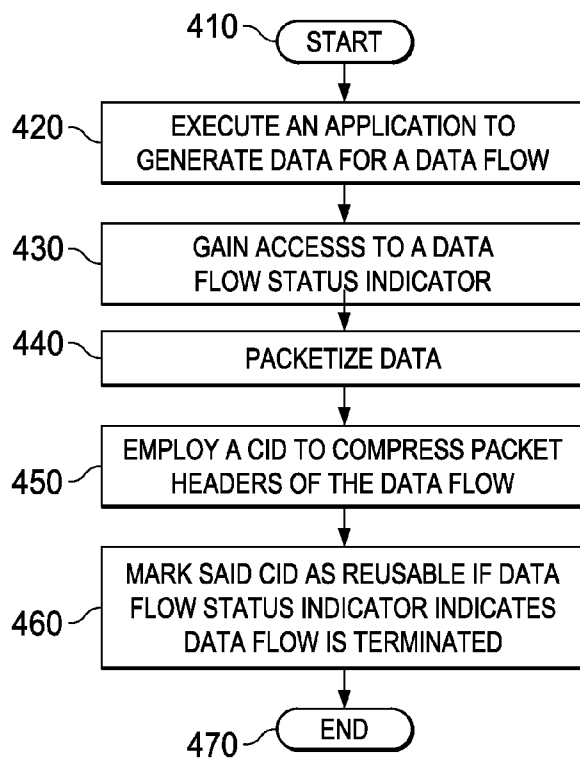 410
START
420
EXECUTE AN APPLICATION TO
GENERATE DATA FOR A DATA FLOW
430
GAIN ACCESSS TO A DATA
FLOW STATUS INDICATOR
440
PACKETIZE DATA
450
EMPLOY A CID TO COMPRESS PACKET
HEADERS OF THE DATA FLOW
460
MARK SAID CID AS REUSABLE IF DATA
FLOW STATUS INDICATOR INDICATES
DATA FLOW IS TERMINATED
470
END